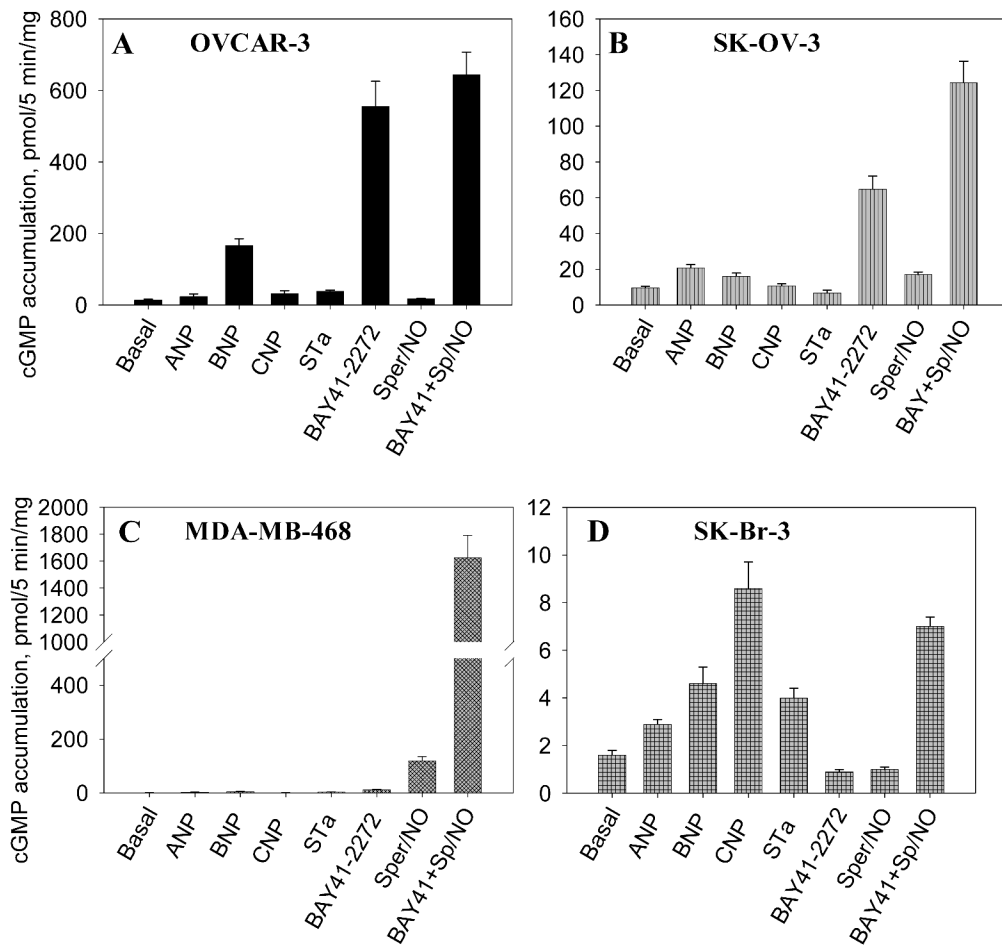 cGMP accumulation, pmol/5 min/mg
A OVCAR-3
800
600
400
200
0
Basal
ANP
BNP
CNP
STa
BAY41-2272
Sper/NO
BAY41+Sp/NO
B SK-OV-3
160
140
120
100
80
60
40
20
0
Basal
ANP
BNP
CNP
STa
BAY41-2272
Sper/NO
BAY+Sp/NO
cGMP accumulation, pmol/5 min/mg
C MDA-MB-468
2000
1800
1600
1400
1200
1000
400
200
0
Basal
ANP
BNP
CNP
STa
BAY41-2272
Sper/NO
BAY41+Sp/NO
D SK-Br-3
12
10
8
6
4
2
0
Basal
ANP
BNP
CNP
STa
BAY41-2272
Sper/NO
BAY41+Sp/NO